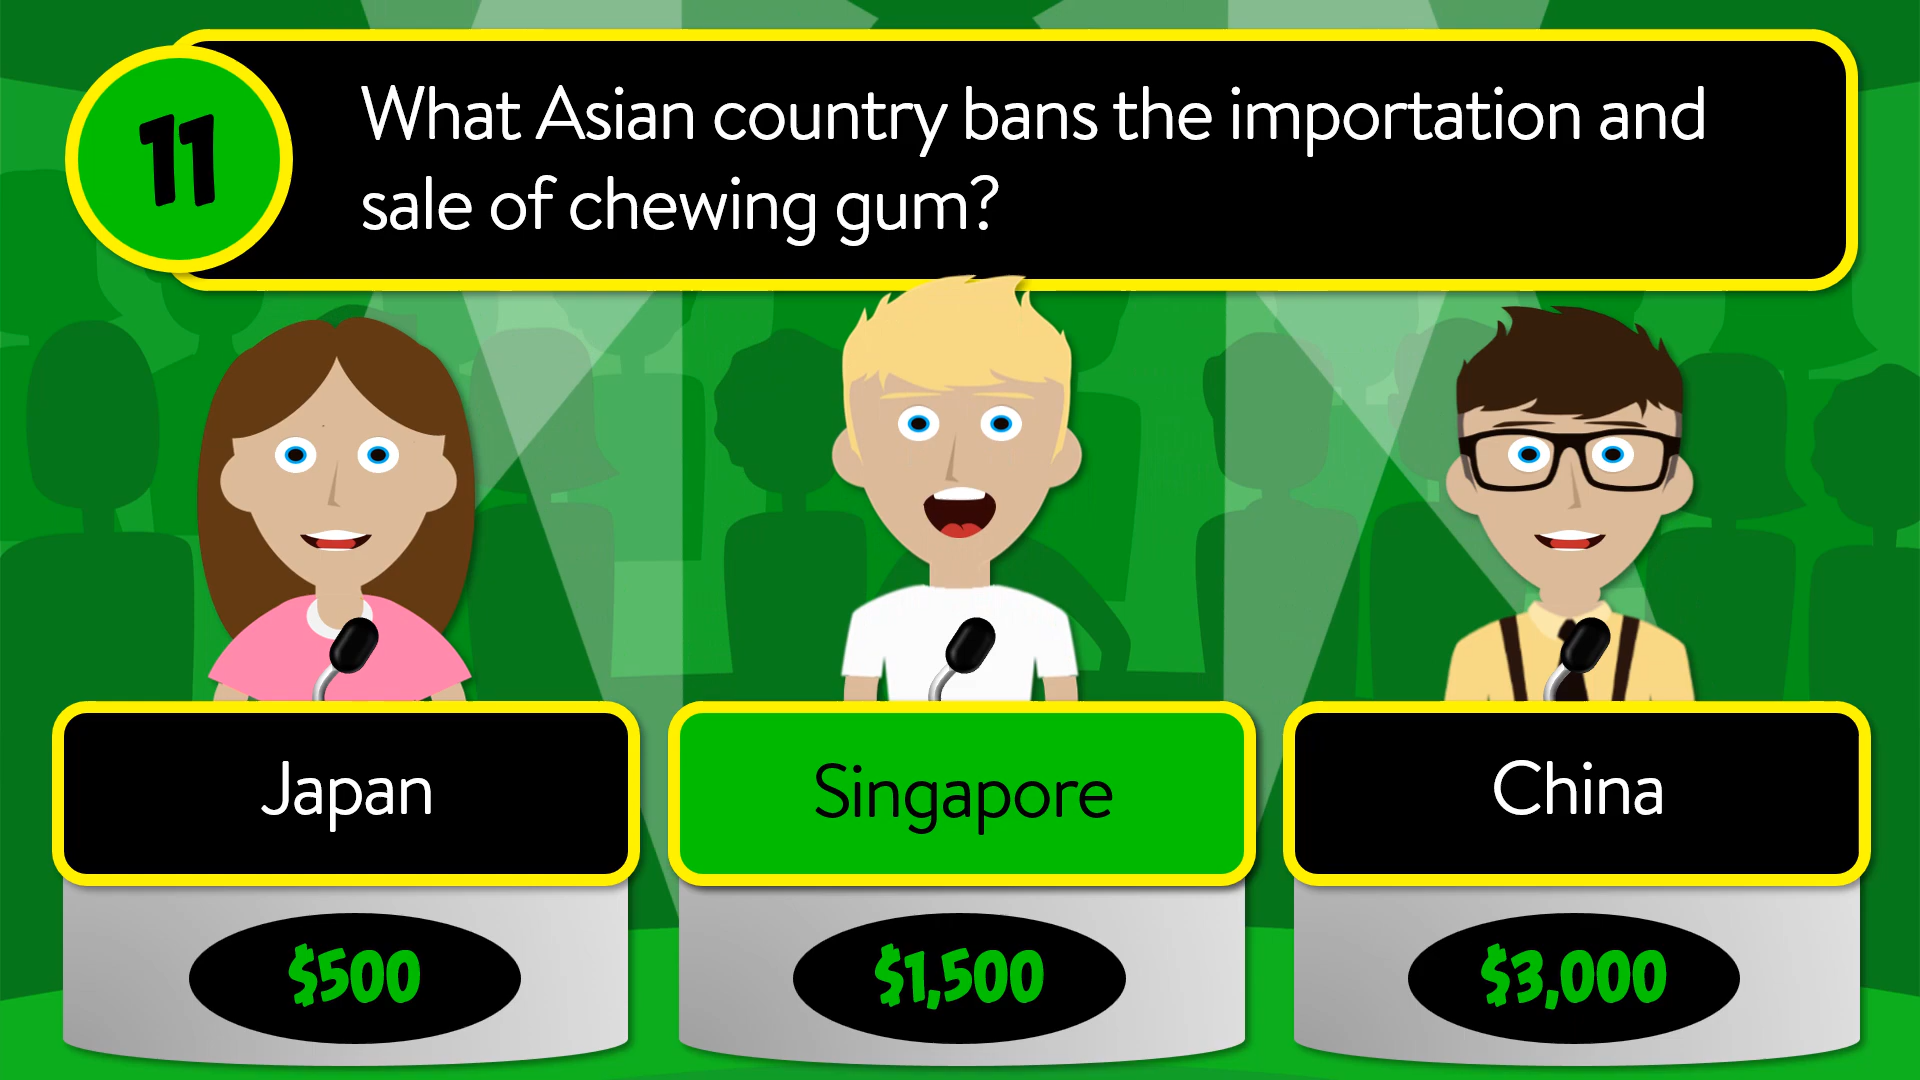 11
What Asian country bans the importation and
sale of chewing gum?
Japan
Singapore
China
$500
$1,500
$3,000